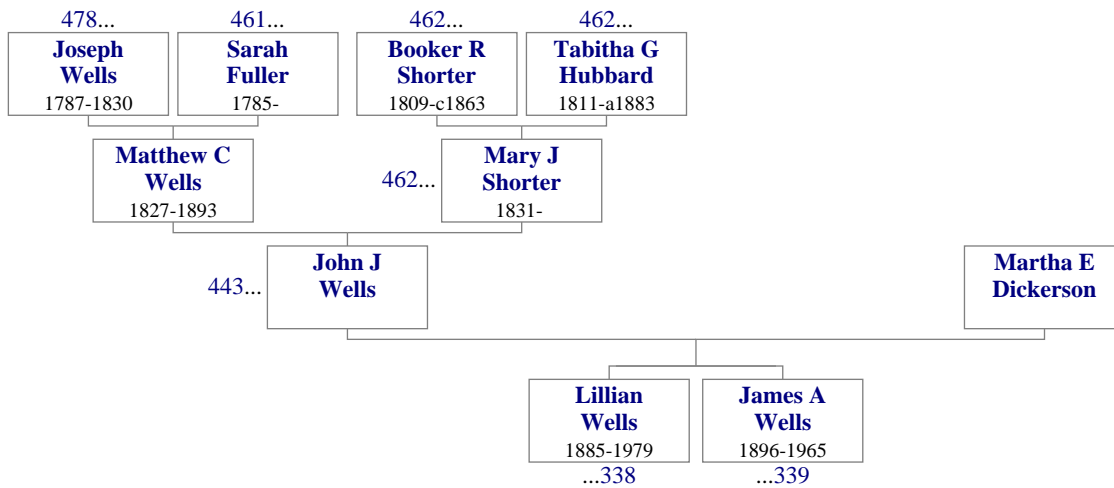 478...
461...
462...
462...
Joseph
Wells
1787-1830
Sarah
Fuller
1785-
Booker R
Shorter
1809-c1863
Tabitha G
Hubbard
1811-a1883
Matthew C
Wells
1827-1893
462...
Mary J
Shorter
1831-
443...
John J
Wells
Martha E
Dickerson
Lillian
Wells
1885-1979
...338
James A
Wells
1896-1965
...339